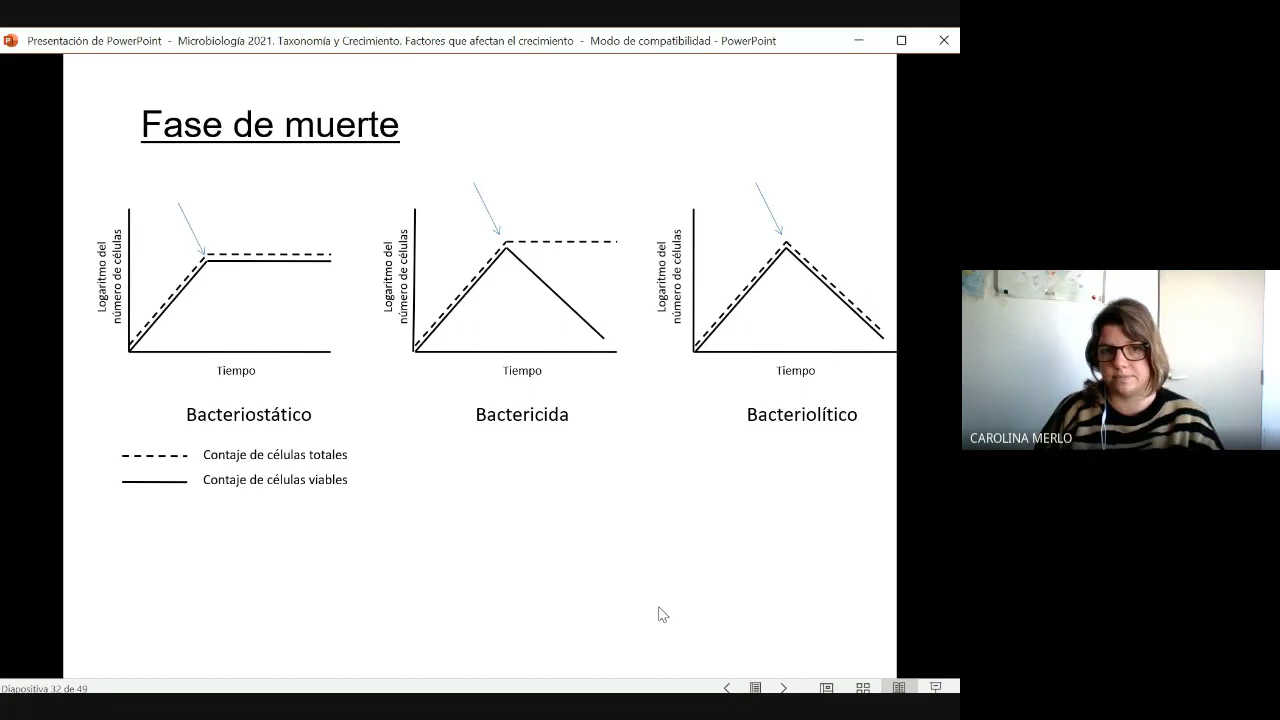 Presentación de PowerPoint - Microbiología 2021. Taxonomía y Crecimiento. Factores que afectan el crecimiento - Modo de compatibilidad - PowerPoint
Fase de muerte
Logaritmo del
número de células
Tiempo
Bacteriostático
Logaritmo del
número de células
Tiempo
Bactericida
Logaritmo del
número de células
Tiempo
Bacteriolítico
Contaje de células totales
Contaje de células viables
CAROLINA MERLO
Diapositiva 32 de 49